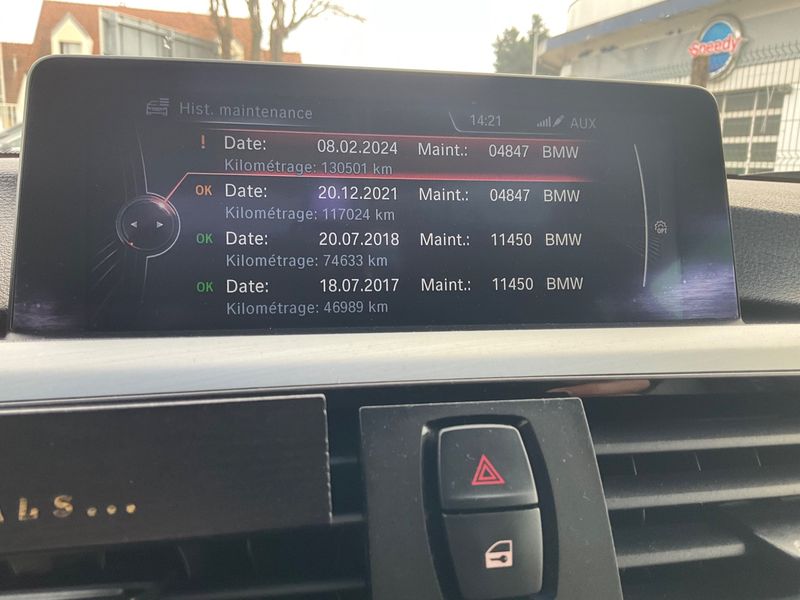 Speedy
Hist. maintenance 14:21 AUX
! Date: 08.02.2024 Maint.: 04847 BMW
Kilométrage: 130501 km
OK Date: 20.12.2021 Maint.: 04847 BMW
Kilométrage: 117024 km
OK Date: 20.07.2018 Maint.: 11450 BMW
Kilométrage: 74633 km
OPT
OK Date: 18.07.2017 Maint.: 11450 BMW
Kilométrage: 46989 km
ALS...